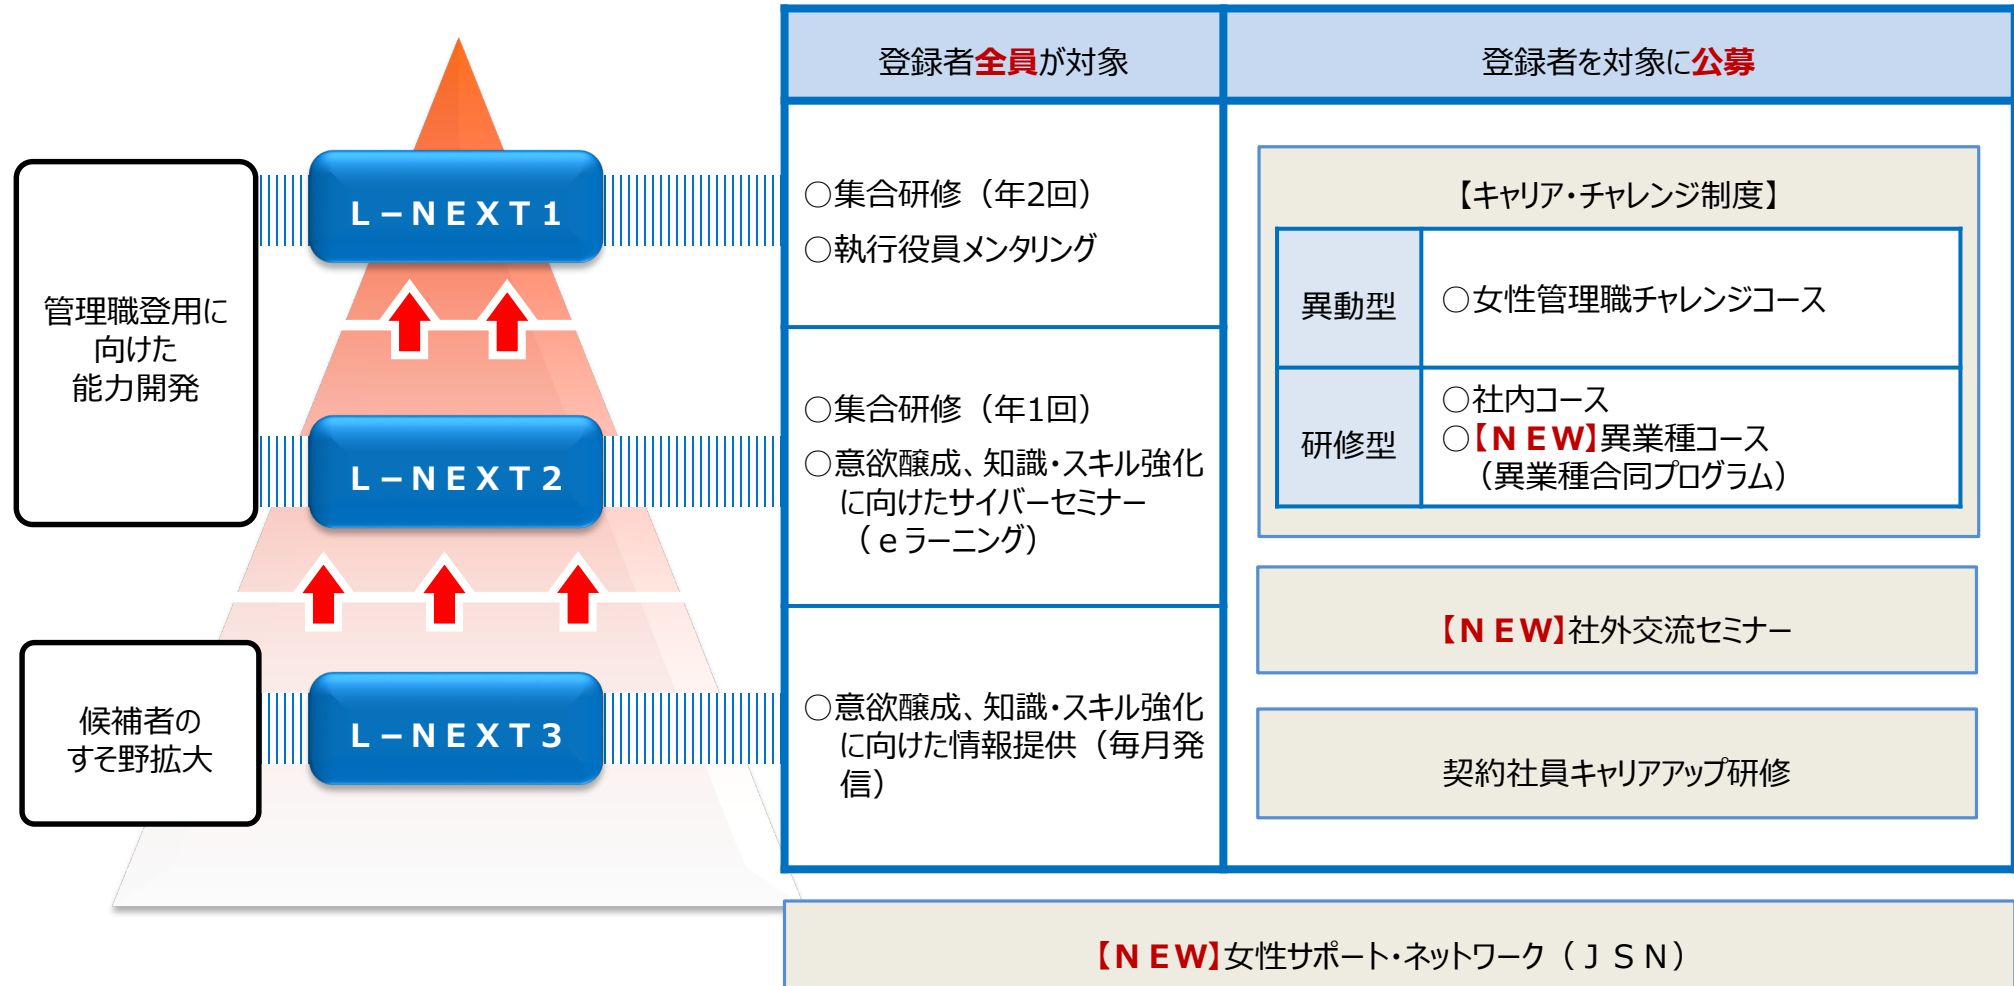 登録者全員が対象
登録者を対象に公募
管理職登用に
向けた
能力開発
L－NEXT1
○集合研修（年2回）
○執行役員メンタリング
L－NEXT2
○集合研修（年1回）
○意欲醸成、知識・スキル強化
に向けたサイバーセミナー
（ｅラーニング）
候補者の
すそ野拡大
L－NEXT3
○意欲醸成、知識・スキル強化
に向けた情報提供（毎月発
信）
【キャリア・チャレンジ制度】
異動型
○女性管理職チャレンジコース
研修型
○社内コース
○【NEW】異業種コース
（異業種合同プログラム）
【NEW】社外交流セミナー
契約社員キャリアアップ研修
【NEW】女性サポート・ネットワーク（ＪＳＮ）